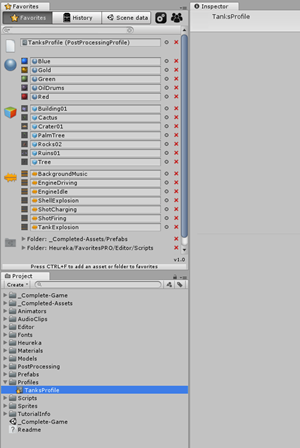 Favorites
Favorites
History
Scene data
TanksProfile (PostProcessingProfile)
Blue
Gold
Green
OilDrums
Red
Building01
Cactus
Crater01
PalmTree
Rocks02
Ruins01
Tree
BackgroundMusic
EngineDriving
EngineIdle
ShellExplosion
ShotCharging
ShotFiring
TankExplosion
Folder: _Completed-Assets/Prefabs
Folder: Heureka/FavoritesPRO/Editor/Scripts
v1.0
Press CTRL+F to add an asset or folder to favorites
Project
Create
_Complete-Game
_Completed-Assets
Animators
AudioClips
Editor
Fonts
Heureka
Materials
Models
PostProcessing
Prefabs
Profiles
TanksProfile
Scripts
Sprites
TutorialInfo
_Complete-Game
Readme
Inspector
TanksProfile